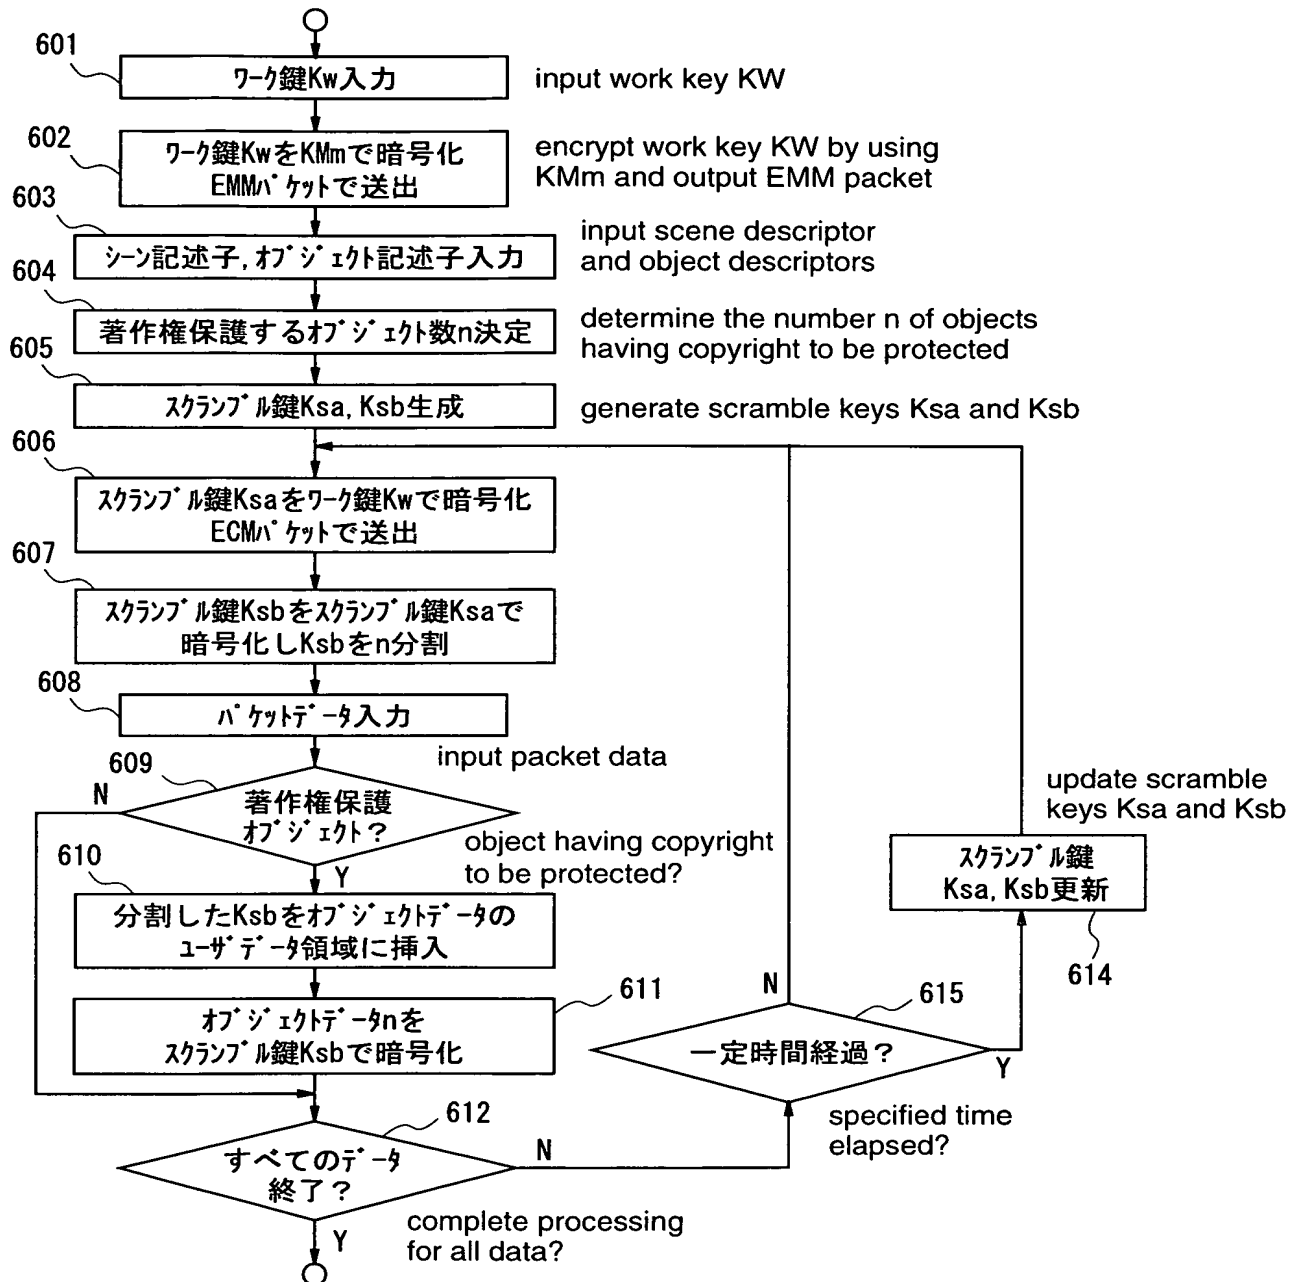 601
ワーク鍵Kw入力
input work key KW
602
ワーク鍵KwをKMmで暗号化
EMMパケットで送出
encrypt work key KW by using
KMm and output EMM packet
603
シーン記述子,オブジェクト記述子入力
input scene descriptor
and object descriptors
604
著作権保護するオブジェクト数n決定
determine the number n of objects
having copyright to be protected
605
スクランブル鍵Ksa,Ksb生成
generate scramble keys Ksa and Ksb
606
スクランブル鍵Ksaをワーク鍵Kwで暗号化
ECMパケットで送出
607
スクランブル鍵Ksbをスクランブル鍵Ksaで
暗号化しKsbをn分割
608
パケットデータ入力
input packet data
609
N
著作権保護
オブジェクト?
object having copyright
to be protected?
Y
610
分割したKsbをオブジェクトデータの
ユーザデータ領域に挿入
611
オブジェクトデータnを
スクランブル鍵Ksbで暗号化
612
すべてのデータ
終了?
N
Y
complete processing
for all data?
615
一定時間経過?
N
Y
specified time
elapsed?
update scramble
keys Ksa and Ksb
スクランブル鍵
Ksa,Ksb更新
614